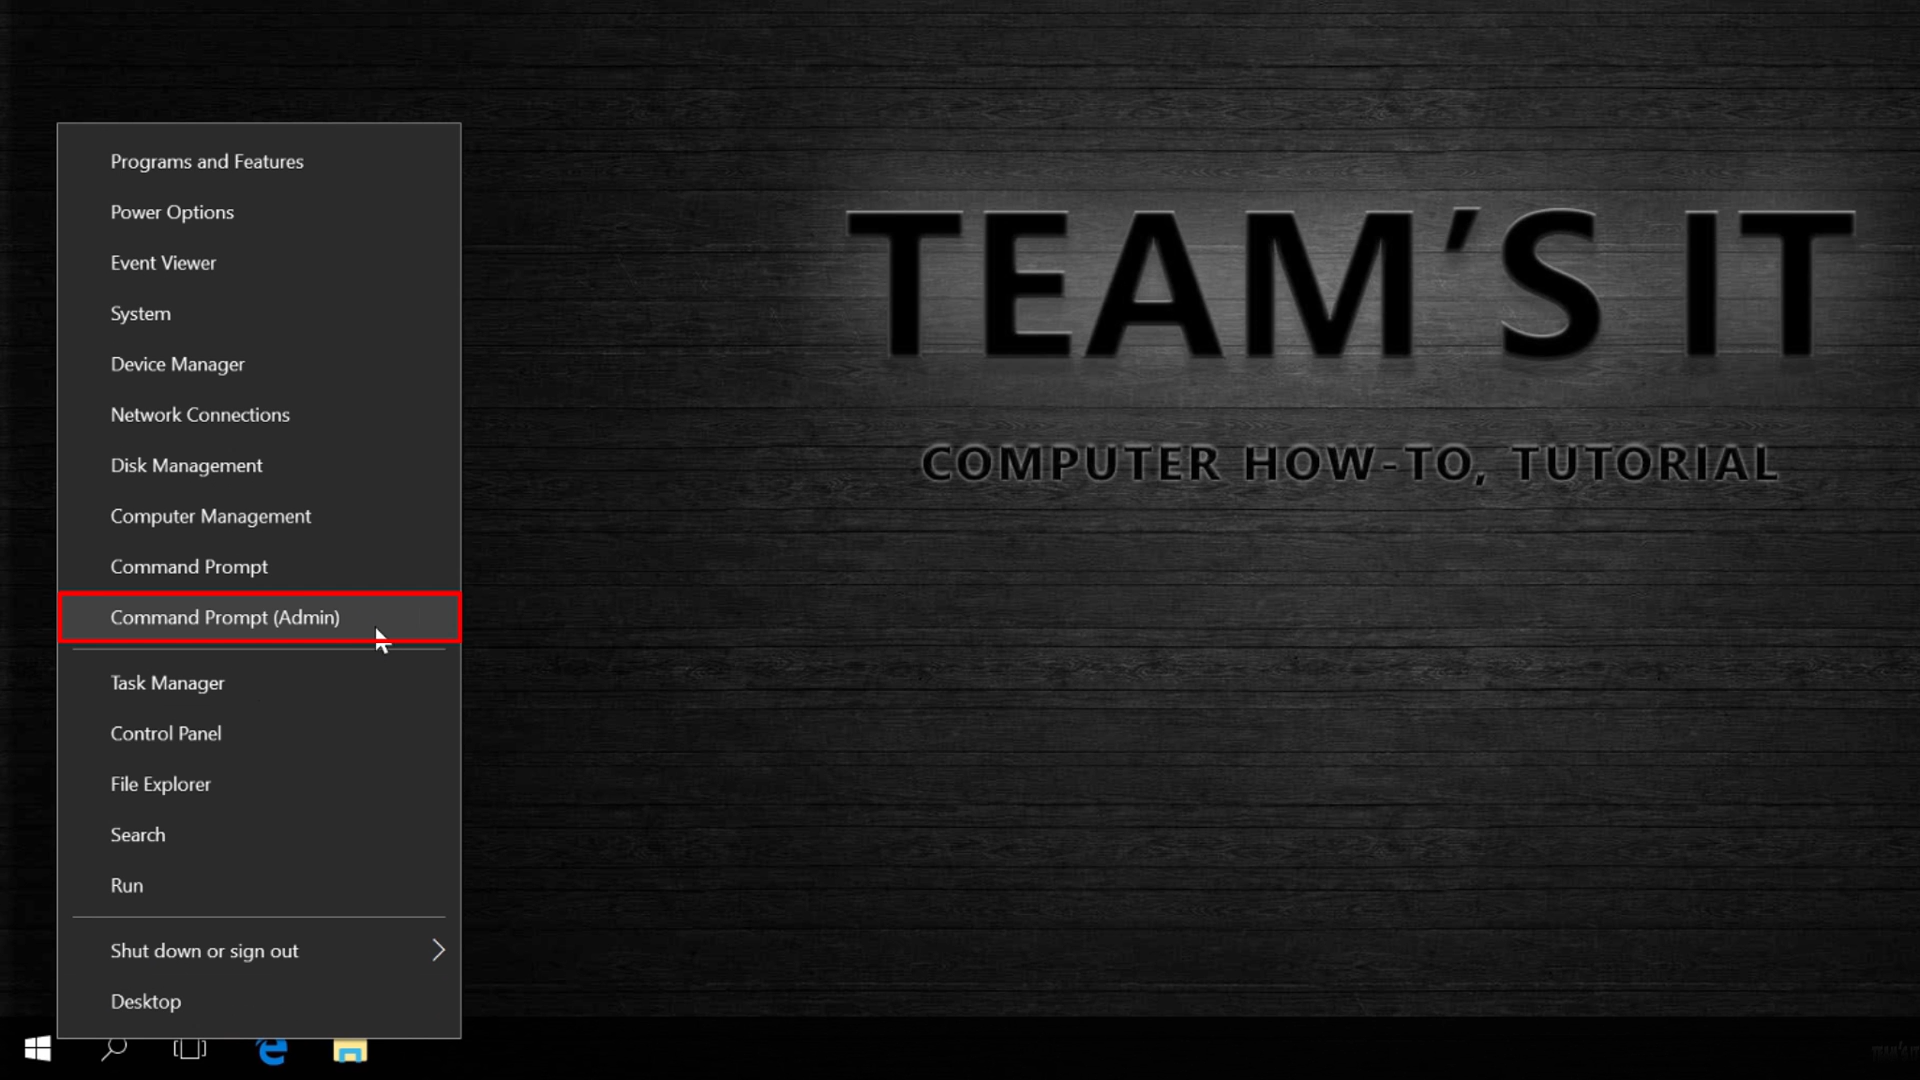 Programs and Features
Power Options
Event Viewer
System
Device Manager
Network Connections
Disk Management
Computer Management
Command Prompt
Command Prompt (Admin)
Task Manager
Control Panel
File Explorer
Search
Run
Shut down or sign out
Desktop
TEAM'S IT
COMPUTER HOW-TO, TUTORIAL
TEAM'S IT